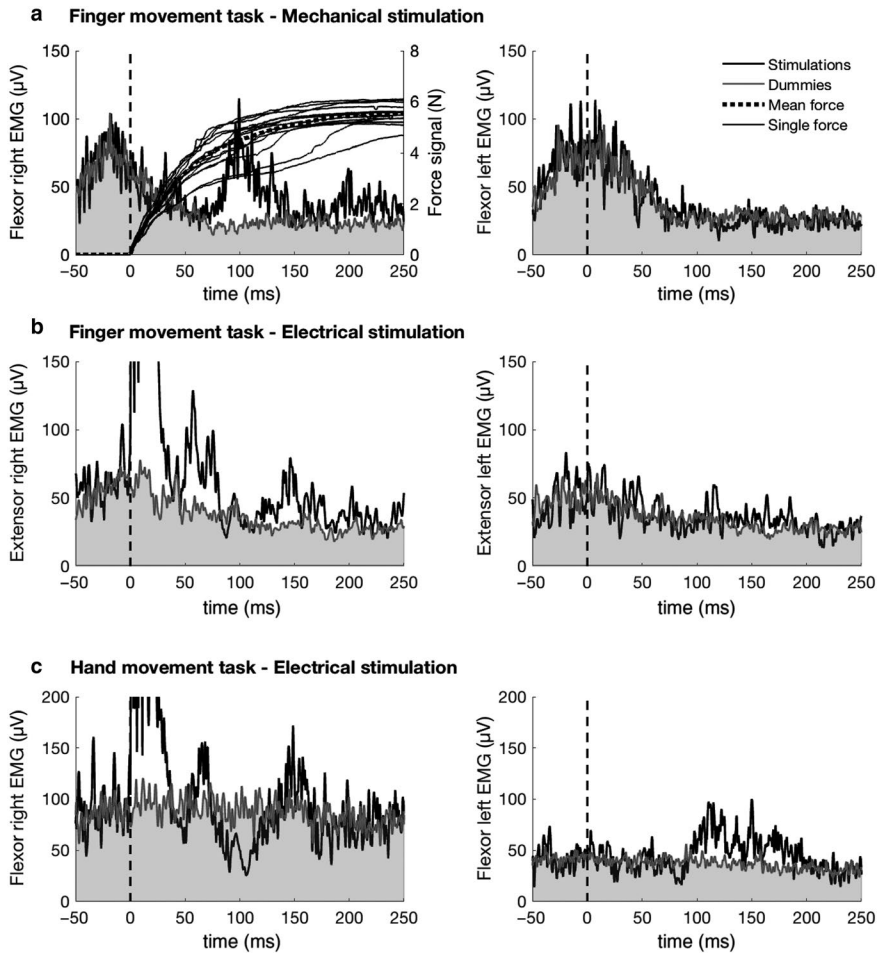 a Finger movement task - Mechanical stimulation
150
100
50
0
Flexor right EMG (µV)
8
6
4
2
0
Force signal (N)
-50 0 50 100 150 200 250
time (ms)
150
100
50
0
Flexor left EMG (µV)
Stimulations
Dummies
Mean force
Single force
-50 0 50 100 150 200 250
time (ms)
b Finger movement task - Electrical stimulation
150
100
50
0
Extensor right EMG (µV)
-50 0 50 100 150 200 250
time (ms)
150
100
50
0
Extensor left EMG (µV)
-50 0 50 100 150 200 250
time (ms)
c Hand movement task - Electrical stimulation
200
150
100
50
0
Flexor right EMG (µV)
-50 0 50 100 150 200 250
time (ms)
200
150
100
50
0
Flexor left EMG (µV)
-50 0 50 100 150 200 250
time (ms)